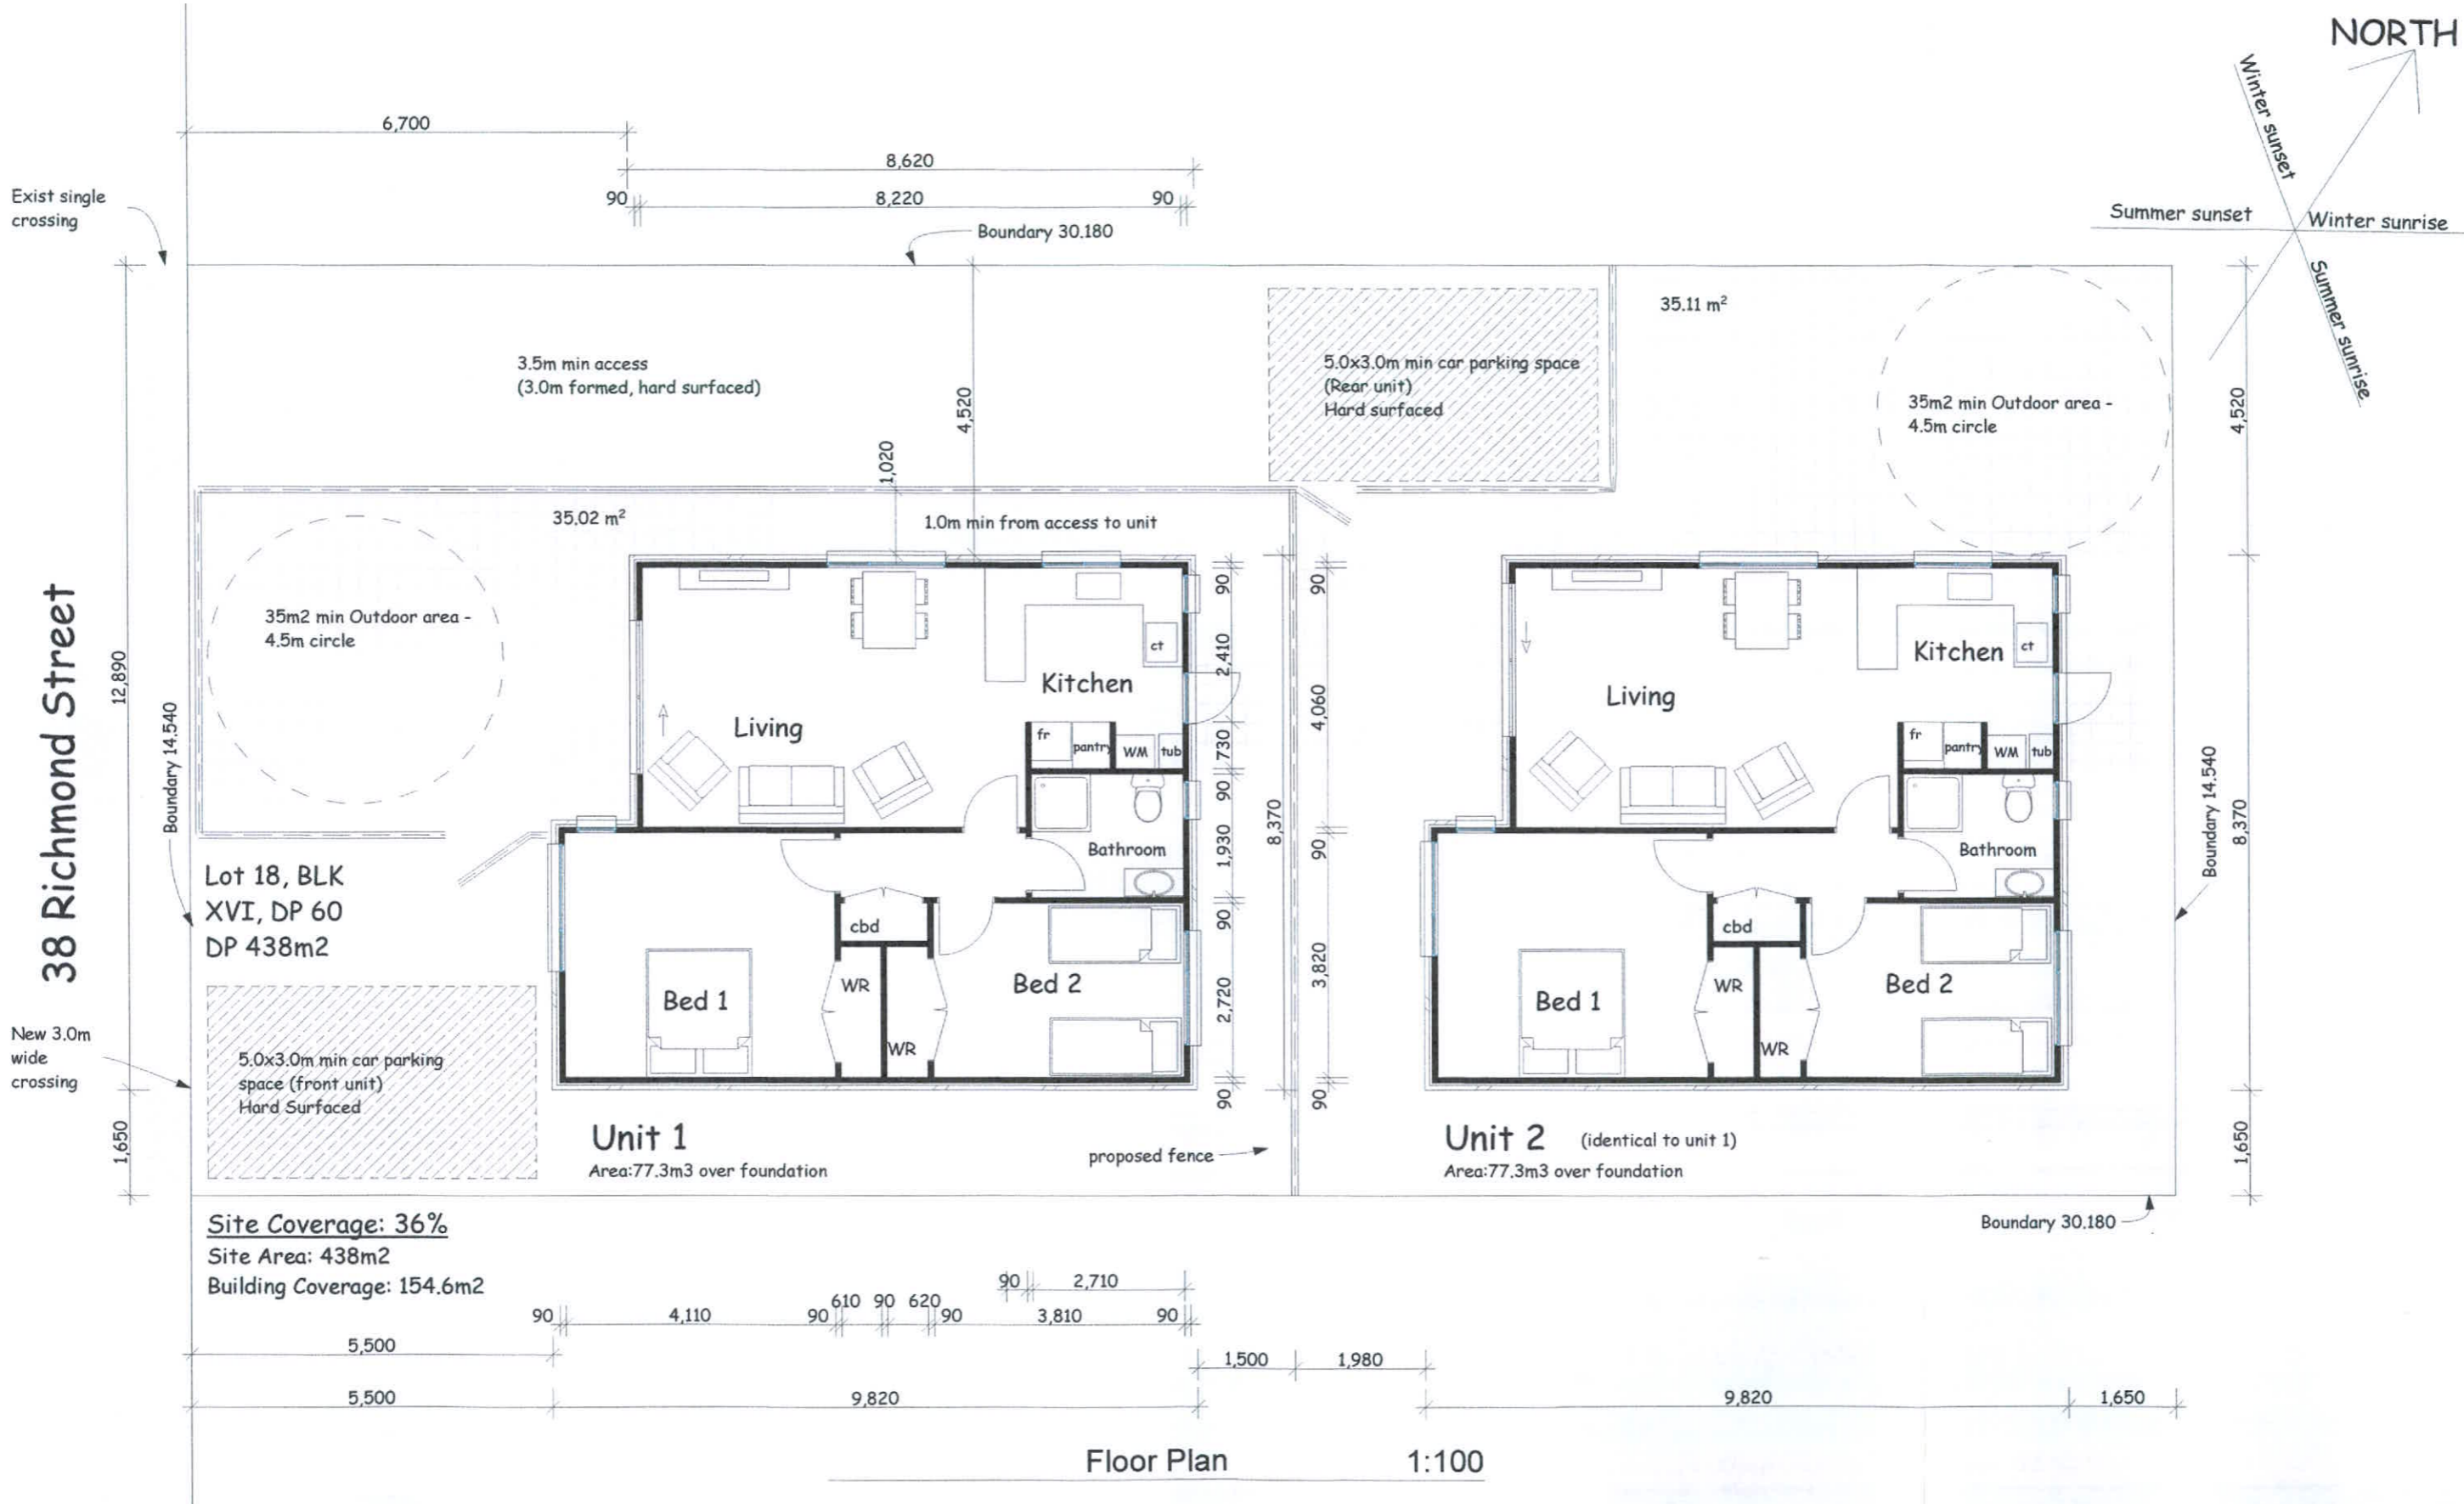 NORTH
Winter sunset
Summer sunset
Winter sunrise
Summer sunrise
6,700
8,620
90
8,220
90
Exist single
crossing
Boundary 30.180
3.5m min access
(3.0m formed, hard surfaced)
4,520
1,020
5.0x3.0m min car parking space
(Rear unit)
Hard surfaced
35.11 m²
35m2 min Outdoor area -
4.5m circle
4,520
35.02 m²
1.0m min from access to unit
35m2 min Outdoor area -
4.5m circle
38 Richmond Street
12,890
Boundary 14.540
Lot 18, BLK
XVI, DP 60
DP 438m2
New 3.0m
wide
crossing
5.0x3.0m min car parking
space (front unit)
Hard Surfaced
1,650
Living
Kitchen
ct
fr
pantry
WM
tub
Bathroom
cbd
WR
WR
Bed 1
Bed 2
90
2,410
730
90
1,930
90
2,720
90
8,370
90
4,060
90
3,820
90
Living
Kitchen
ct
fr
pantry
WM
tub
Bathroom
cbd
WR
WR
Bed 1
Bed 2
Boundary 14.540
8,370
1,650
Unit 1
Area:77.3m3 over foundation
proposed fence
Unit 2 (identical to unit 1)
Area:77.3m3 over foundation
Boundary 30.180
Site Coverage: 36%
Site Area: 438m2
Building Coverage: 154.6m2
90
2,710
90
4,110
90
610
90
620
90
3,810
90
5,500
1,500
1,980
5,500
9,820
9,820
1,650
Floor Plan 1:100